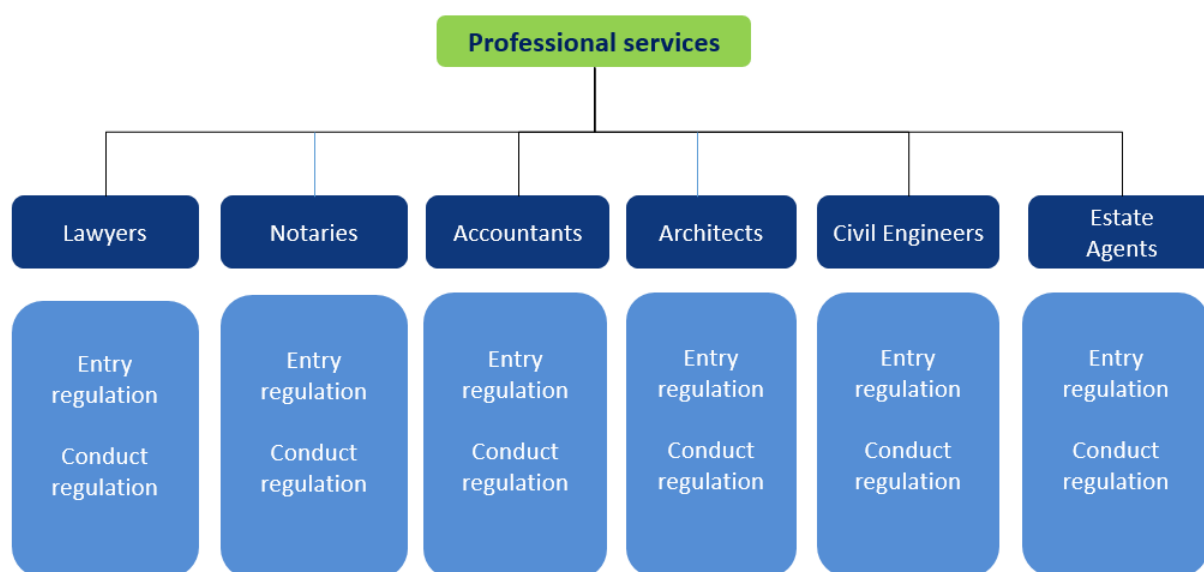 Professional services
Lawyers
Notaries
Accountants
Architects
Civil Engineers
Estate
Agents
Entry
regulation
Conduct
regulation
Entry
regulation
Conduct
regulation
Entry
regulation
Conduct
regulation
Entry
regulation
Conduct
regulation
Entry
regulation
Conduct
regulation
Entry
regulation
Conduct
regulation